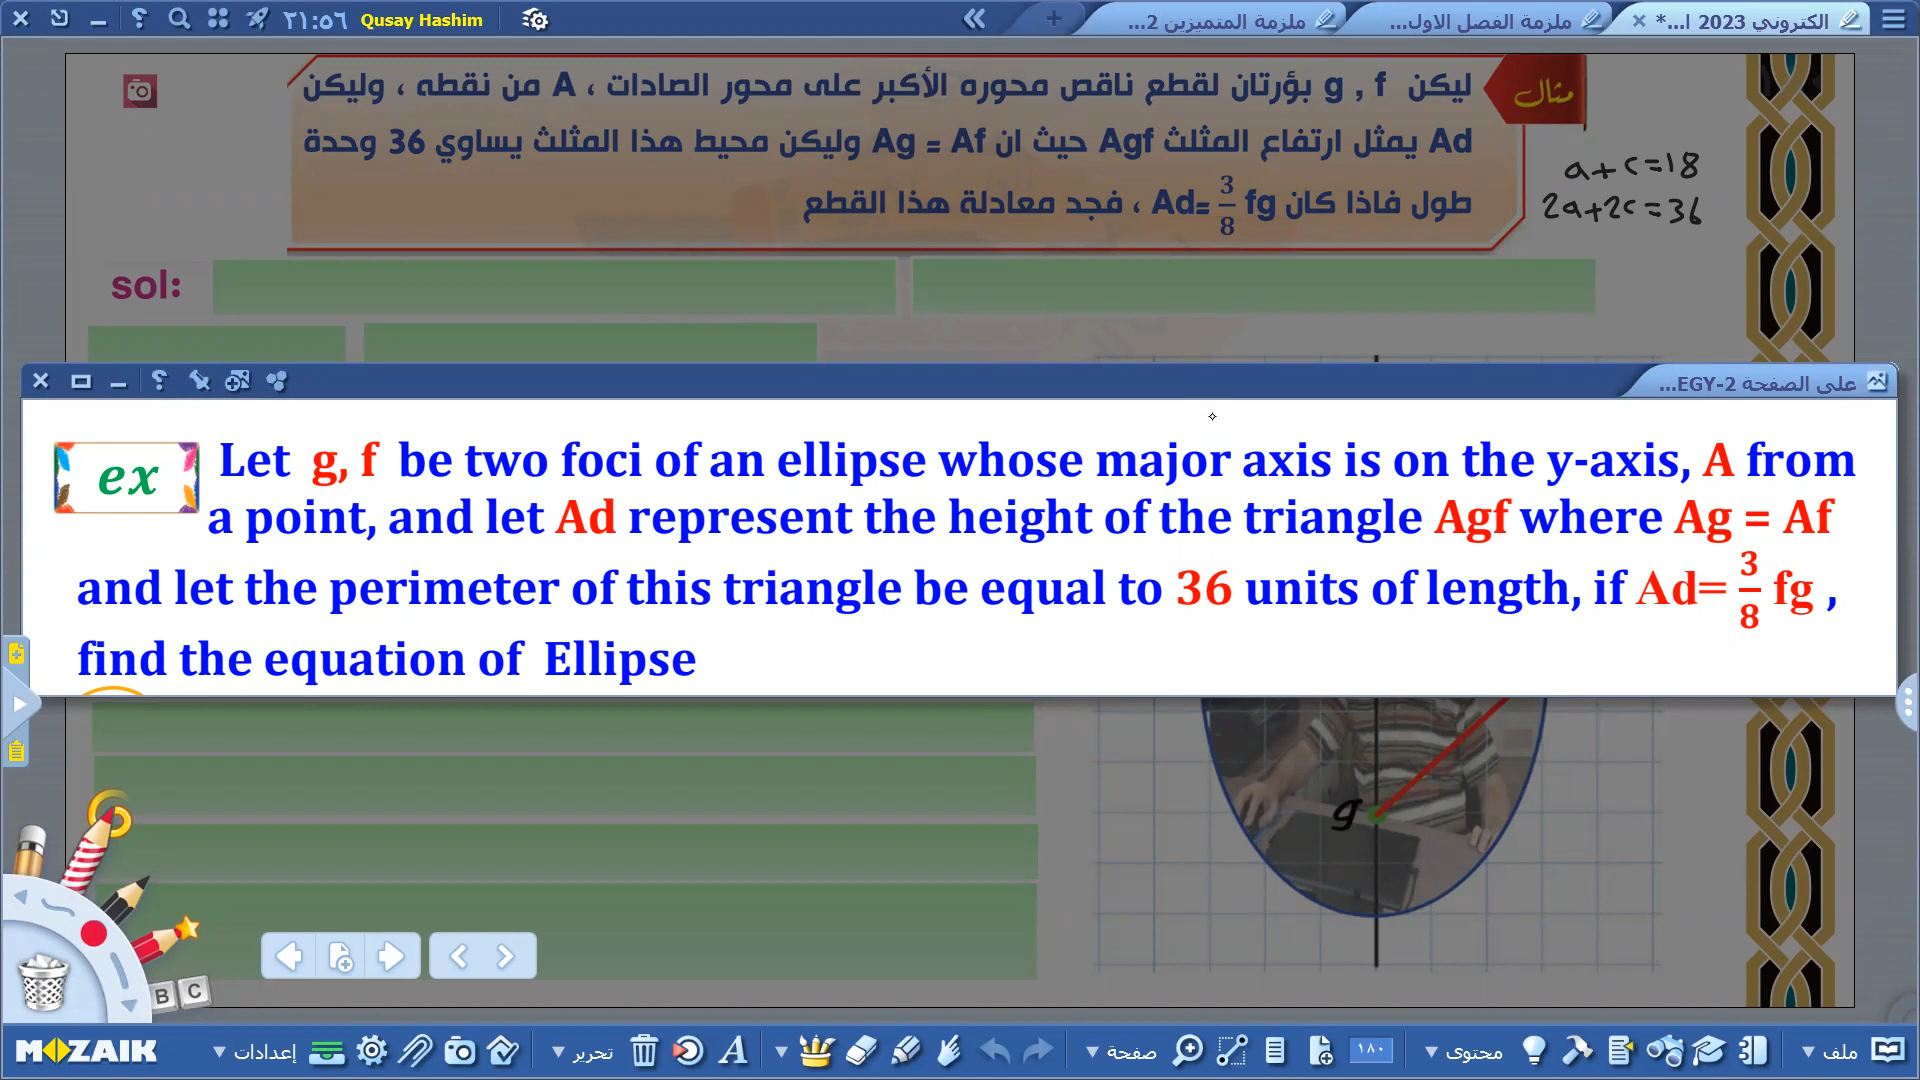 ٢١:٥٦ Qusay Hashim
ملزمة المتميزين 2...
ملزمة الفصل الاول...
الكتروني 2023 ا...*
مثال
ليكن g , f بؤرتان لقطع ناقص محوره الأكبر على محور الصادات ، A من نقطه ، وليكن
Ad يمثل ارتفاع المثلث Agf حيث ان Ag = Af وليكن محيط هذا المثلث يساوي 36 وحدة
طول فاذا كان Ad= 3/8 fg ، فجد معادلة هذا القطع
a+c=18
2a+2c=36
sol:
على الصفحة EGY-2...
ex
Let g, f be two foci of an ellipse whose major axis is on the y-axis, A from
a point, and let Ad represent the height of the triangle Agf where Ag = Af
and let the perimeter of this triangle be equal to 36 units of length, if Ad= 3/8 fg ,
find the equation of Ellipse
g
B C
MOZAIK
إعدادات
تحرير
A
صفحة
١٨٠
محتوى
ملف